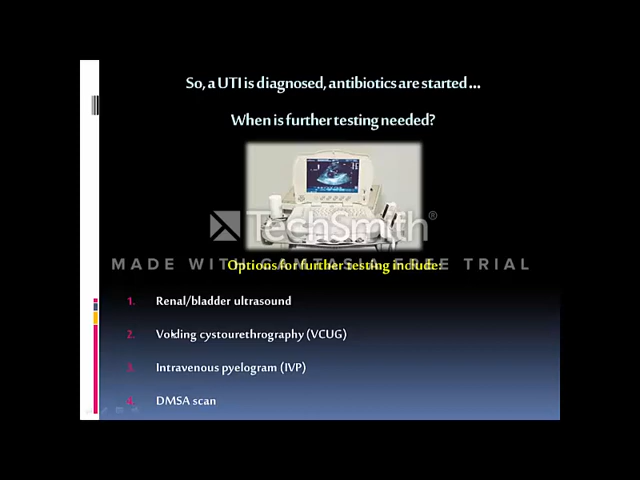 So, a UTI is diagnosed, antibiotics are started ...
When is further testing needed?
TechSmith®
MADE WITH CAMTASIA FREE TRIAL
Options for further testing include:
1. Renal/bladder ultrasound
2. Voiding cystourethrography (VCUG)
3. Intravenous pyelogram (IVP)
4. DMSA scan